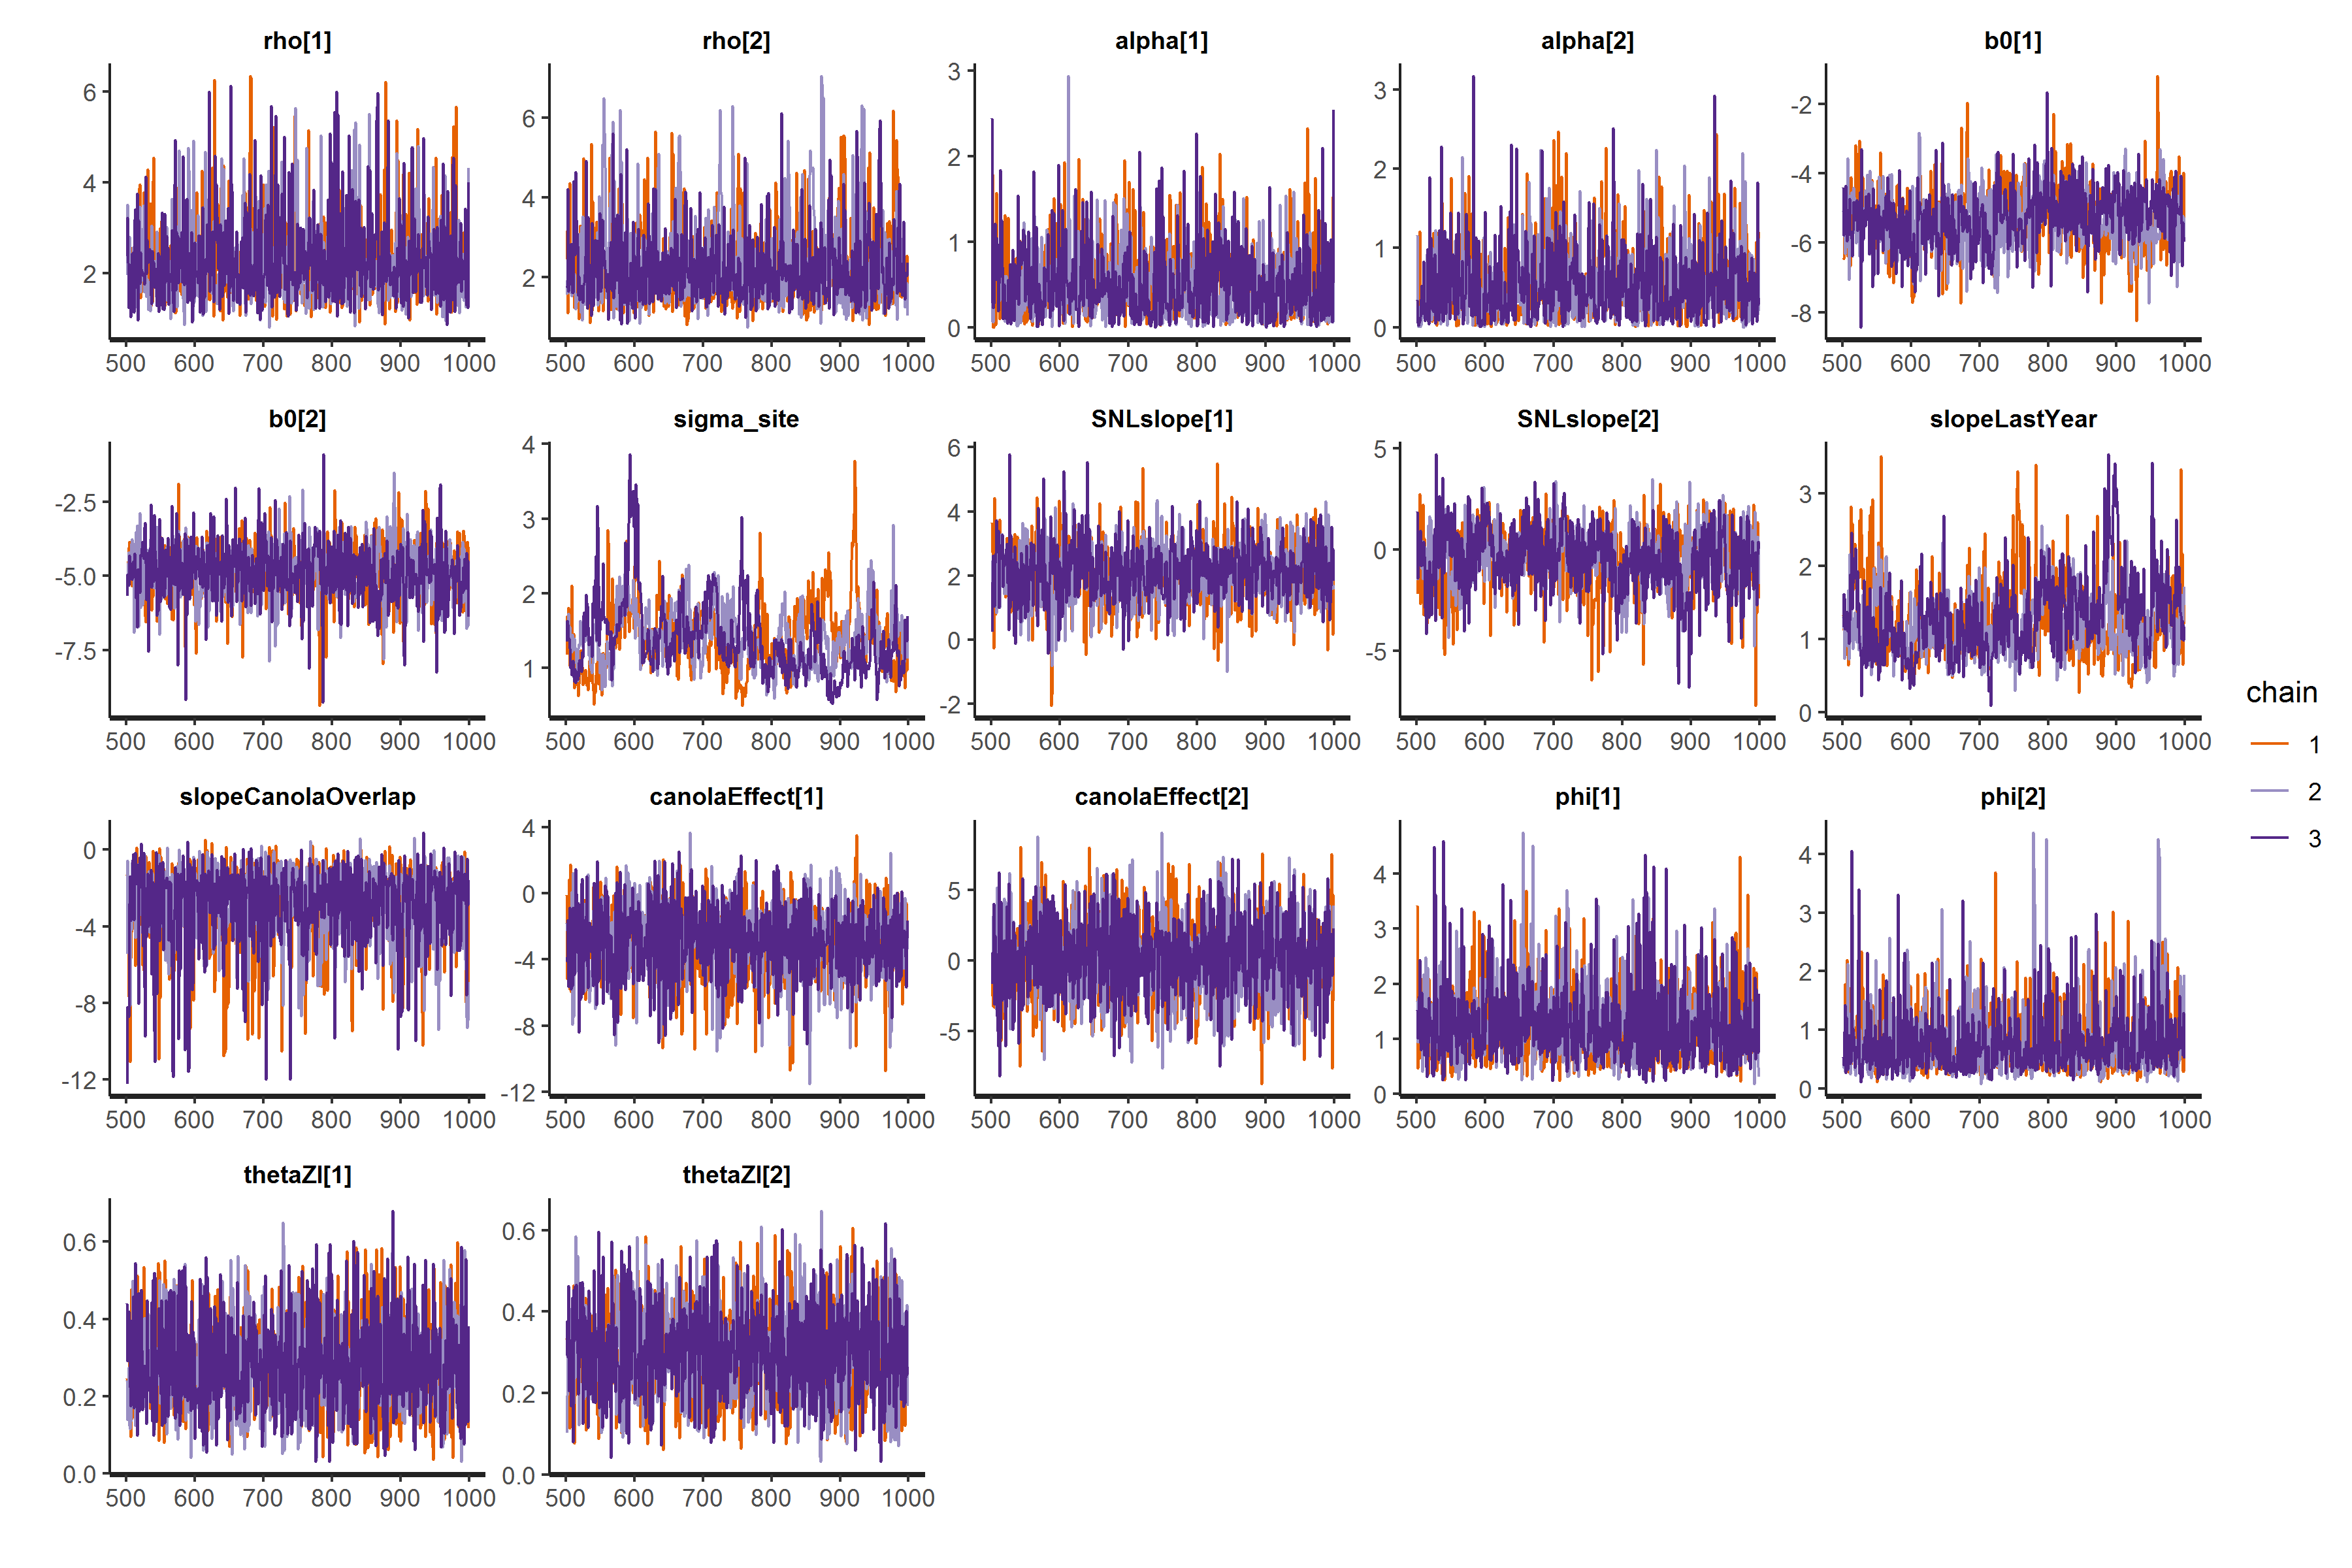 rho[1] rho[2] alpha[1] alpha[2] b0[1]
6 4 2
6 4 2
3 2 1 0
3 2 1 0
-2 -4 -6 -8
500 600 700 800 900 1000 500 600 700 800 900 1000 500 600 700 800 900 1000 500 600 700 800 900 1000 500 600 700 800 900 1000
b0[2] sigma_site SNLslope[1] SNLslope[2] slopeLastYear
-2.5 -5.0 -7.5
4 3 2 1
6 4 2 0 -2
5 0 -5
3 2 1 0
500 600 700 800 900 1000 500 600 700 800 900 1000 500 600 700 800 900 1000 500 600 700 800 900 1000 500 600 700 800 900 1000
chain
1
2
3
slopeCanolaOverlap canolaEffect[1] canolaEffect[2] phi[1] phi[2]
0 -4 -8 -12
4 0 -4 -8 -12
5 0 -5
4 3 2 1 0
4 3 2 1 0
500 600 700 800 900 1000 500 600 700 800 900 1000 500 600 700 800 900 1000 500 600 700 800 900 1000 500 600 700 800 900 1000
thetaZI[1] thetaZI[2]
0.6 0.4 0.2 0.0
0.6 0.4 0.2 0.0
500 600 700 800 900 1000 500 600 700 800 900 1000